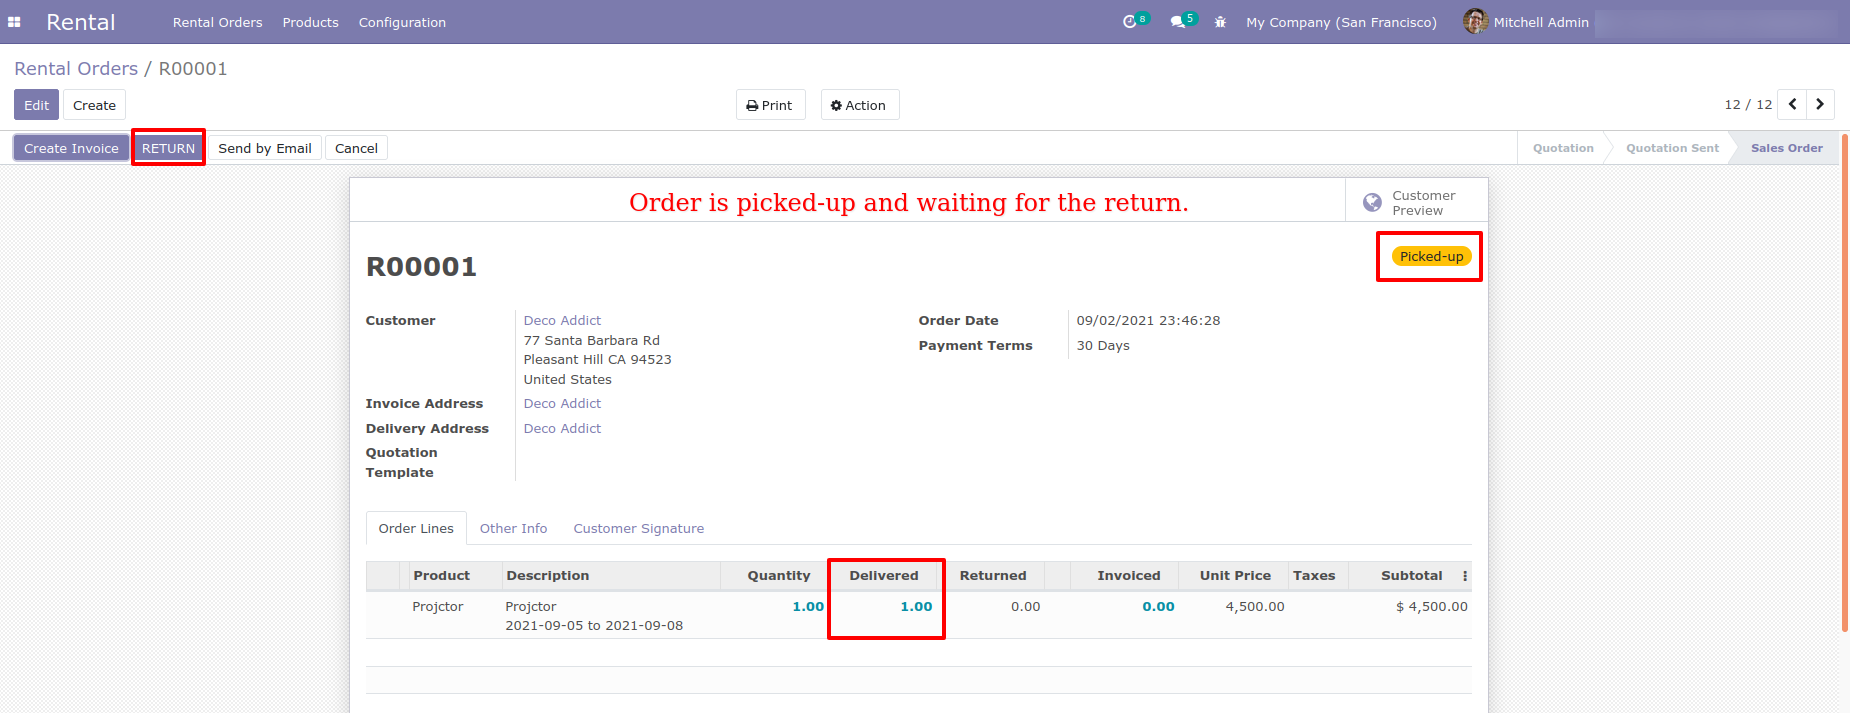 Rental Rental Orders Products Configuration 8 5 My Company (San Francisco) Mitchell Admin
Rental Orders / R00001
Edit Create Print Action 12 / 12
Create Invoice RETURN Send by Email Cancel Quotation Quotation Sent Sales Order
Order is picked-up and waiting for the return.
Customer
Preview
Picked-up
R00001
Customer Deco Addict
77 Santa Barbara Rd
Pleasant Hill CA 94523
United States
Order Date 09/02/2021 23:46:28
Payment Terms 30 Days
Invoice Address Deco Addict
Delivery Address Deco Addict
Quotation
Template
Order Lines Other Info Customer Signature
Product Description Quantity Delivered Returned Invoiced Unit Price Taxes Subtotal
Projctor Projctor 1.00 1.00 0.00 0.00 4,500.00 $ 4,500.00
2021-09-05 to 2021-09-08